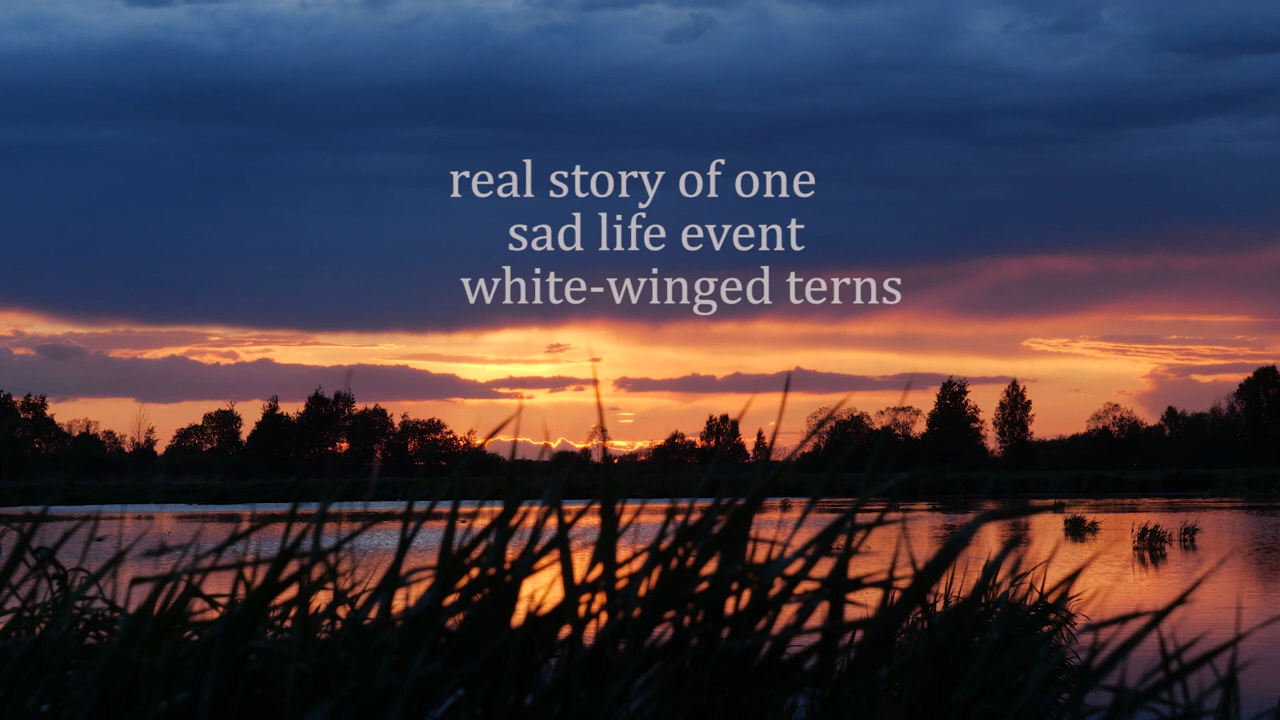 real story of one
sad life event
white-winged terns